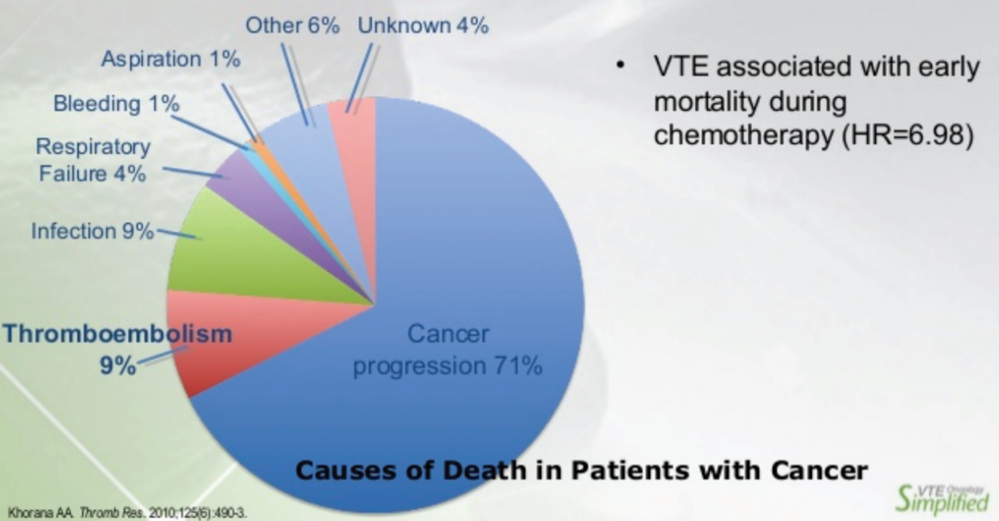 Other 6%
Unknown 4%
Aspiration 1%
Bleeding 1%
Respiratory
Failure 4%
Infection 9%
Thromboembolism
9%
Cancer
progression 71%
• VTE associated with early
mortality during
chemotherapy (HR=6.98)
Causes of Death in Patients with Cancer
Khorana AA. Thromb Res. 2010;125(6):490-3.
VTE Oncology
Simplified